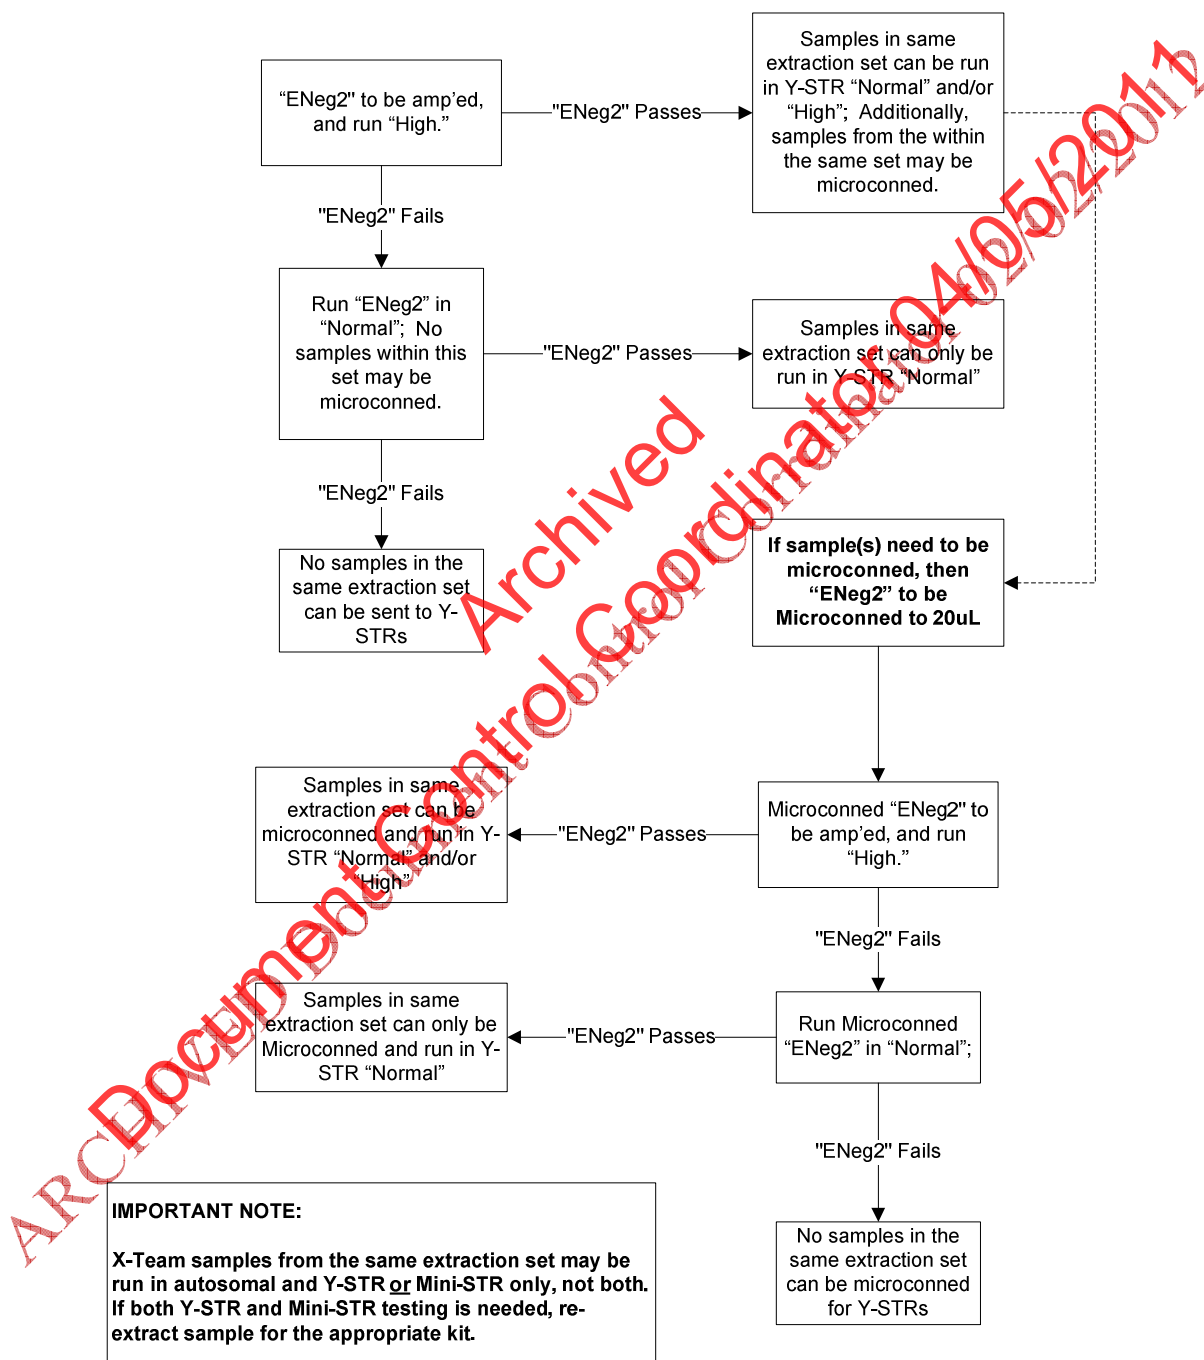 “ENeg2" to be amp’ed,
and run “High.”
"ENeg2" Passes
Samples in same
extraction set can be run
in Y-STR “Normal” and/or
“High”;  Additionally,
samples from the within
the same set may be
microconned.
"ENeg2" Fails
Run “ENeg2” in
“Normal”;  No
samples within this
set may be
microconned.
"ENeg2" Passes
Samples in same
extraction set can only be
run in Y-STR “Normal”
"ENeg2" Fails
No samples in the
same extraction set
can be sent to Y-
STRs
If sample(s) need to be
microconned, then
“ENeg2” to be
Microconned to 20uL
Microconned “ENeg2" to
be amp’ed, and run
“High.”
"ENeg2" Passes
Samples in same
extraction set can be
microconned and run in Y-
STR “Normal” and/or
“High”
"ENeg2" Fails
Run Microconned
“ENeg2” in “Normal”;
"ENeg2" Passes
Samples in same
extraction set can only be
Microconned and run in Y-
STR “Normal”
"ENeg2" Fails
No samples in the
same extraction set
can be microconned
for Y-STRs
IMPORTANT NOTE:
X-Team samples from the same extraction set may be
run in autosomal and Y-STR or Mini-STR only, not both.
If both Y-STR and Mini-STR testing is needed, re-
extract sample for the appropriate kit.
Archived
Document Control Coordinator 04/05/2011
ARCHIVED Document Control Coordinator 02/02/2012